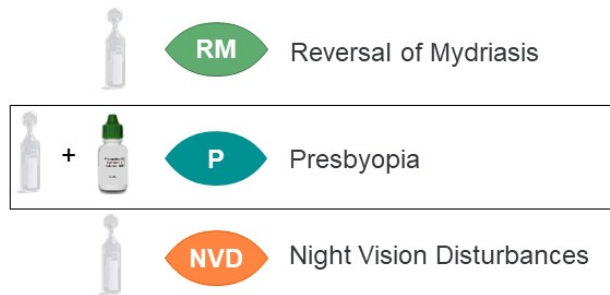 RM Reversal of Mydriasis
+ P Presbyopia
NVD Night Vision Disturbances